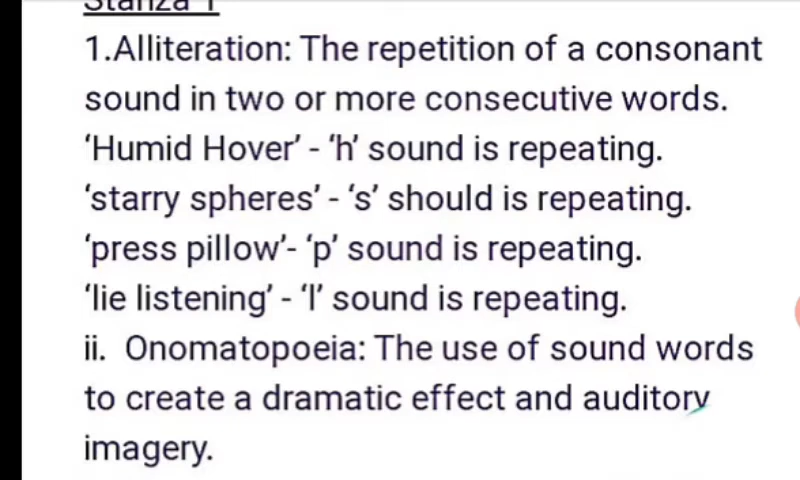 Stanza 1
1.Alliteration: The repetition of a consonant
sound in two or more consecutive words.
‘Humid Hover’ - ‘h’ sound is repeating.
‘starry spheres’ - ‘s’ should is repeating.
‘press pillow’- ‘p’ sound is repeating.
‘lie listening’ - ‘l’ sound is repeating.
ii.  Onomatopoeia: The use of sound words
to create a dramatic effect and auditory
imagery.